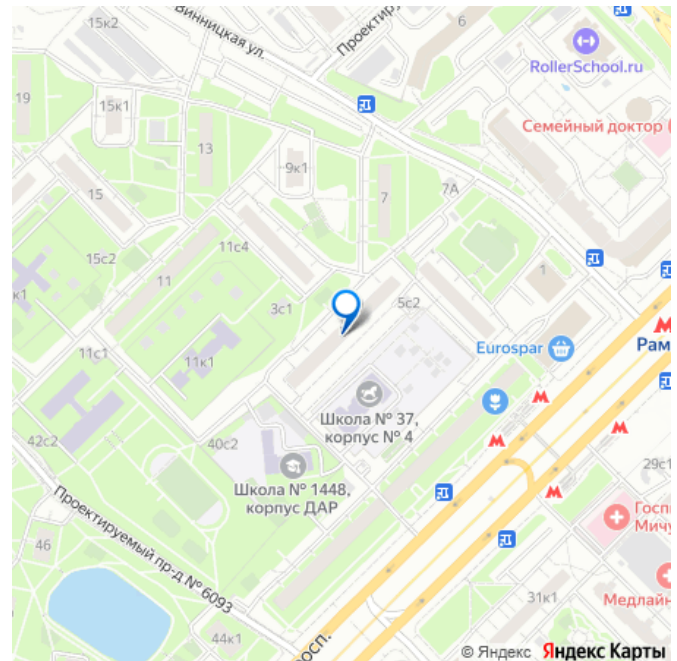 15к2
Винницкая ул.
Проектиру
6
RollerSchool.ru
19
15к1
13
Семейный доктор
9к1
7
7А
15
15с2
11с4
11
3с1
5с2
1
к1
11к1
Eurospar
Рам
11с1
Школа № 37,
корпус № 4
42с2
40с2
Школа № 1448,
корпус ДАР
29с1
Проектируемый пр-д № 6093
Госп
Мичу
46
31к1
Медлайн
44к1
осп.
© Яндекс Яндекс Карты